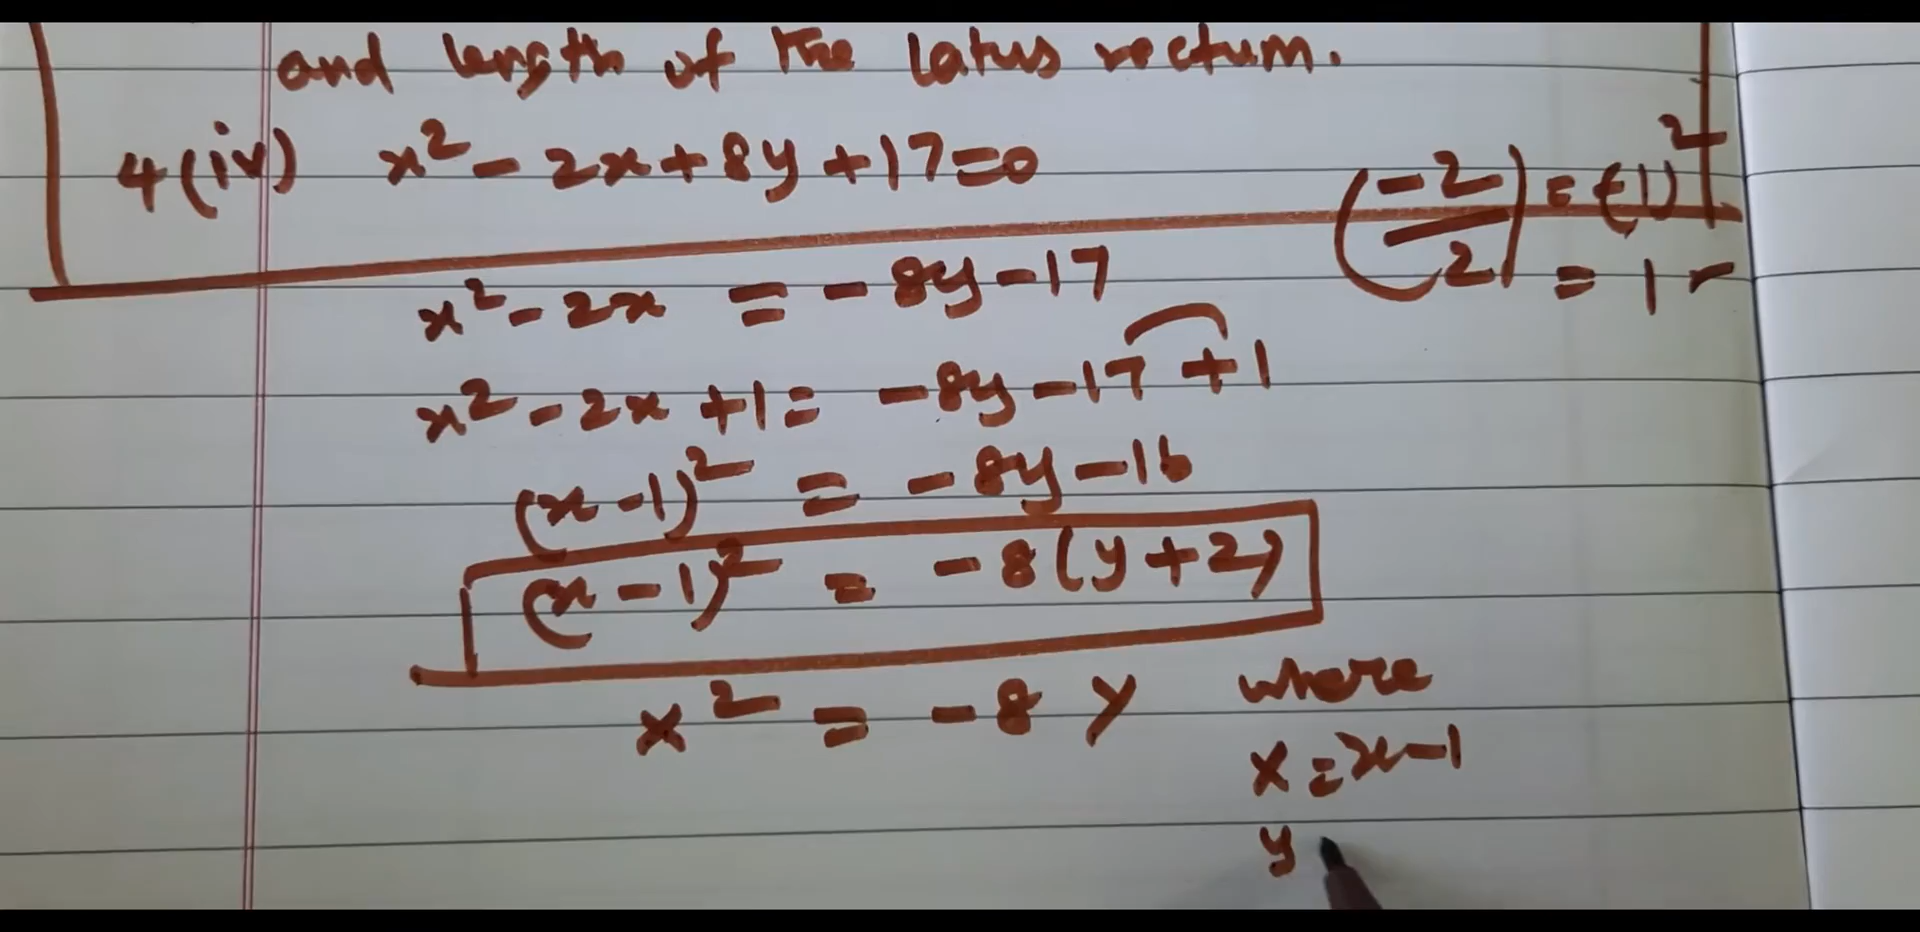 and length of the latus rectum.
4(iv) x² - 2x + 8y + 17 = 0
(-2/2)² = (-1)²
= 1
x² - 2x = - 8y - 17
x² - 2x + 1 = - 8y - 17 + 1
(x - 1)² = - 8y - 16
(x - 1)² = - 8(y + 2)
X² = - 8 Y where
X = x - 1
y